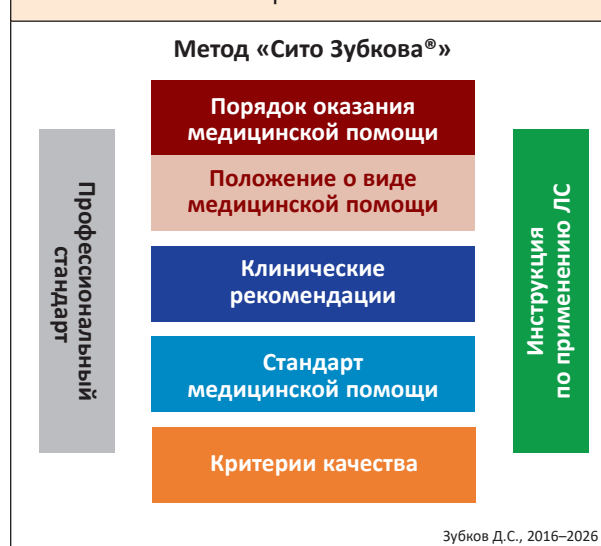 Метод «Сито Зубкова®»
Порядок оказания
медицинской помощи
Положение о виде
медицинской помощи
Клинические
рекомендации
Стандарт
медицинской помощи
Критерии качества
Профессиональный
стандарт
Инструкция
по применению ЛС
Зубков Д.С., 2016–2026